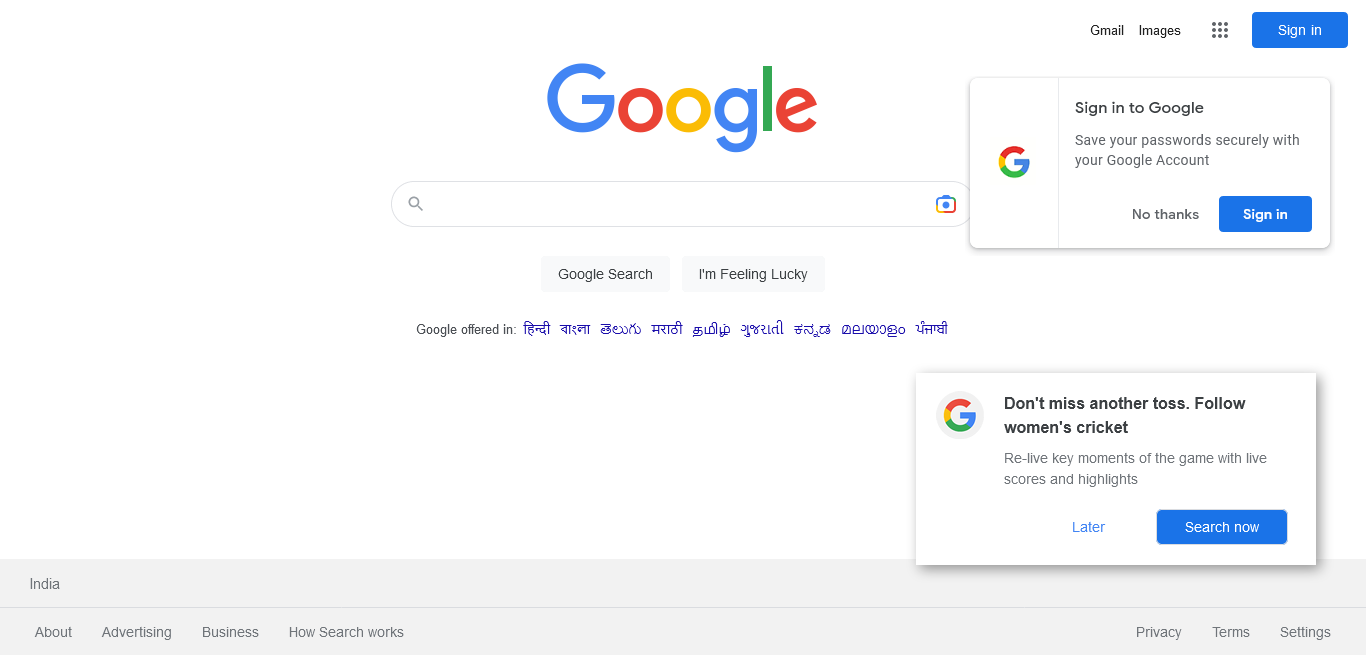 Gmail Images Sign in
Google
Sign in to Google
Save your passwords securely with
your Google Account
No thanks Sign in
Google Search I'm Feeling Lucky
Google offered in: हिन्दी বাংলা తెలుగు मराठी தமிழ் ગુજરાતી ಕನ್ನಡ മലയാളം ਪੰਜਾਬੀ
Don't miss another toss. Follow
women's cricket
Re-live key moments of the game with live
scores and highlights
Later Search now
India
About Advertising Business How Search works Privacy Terms Settings